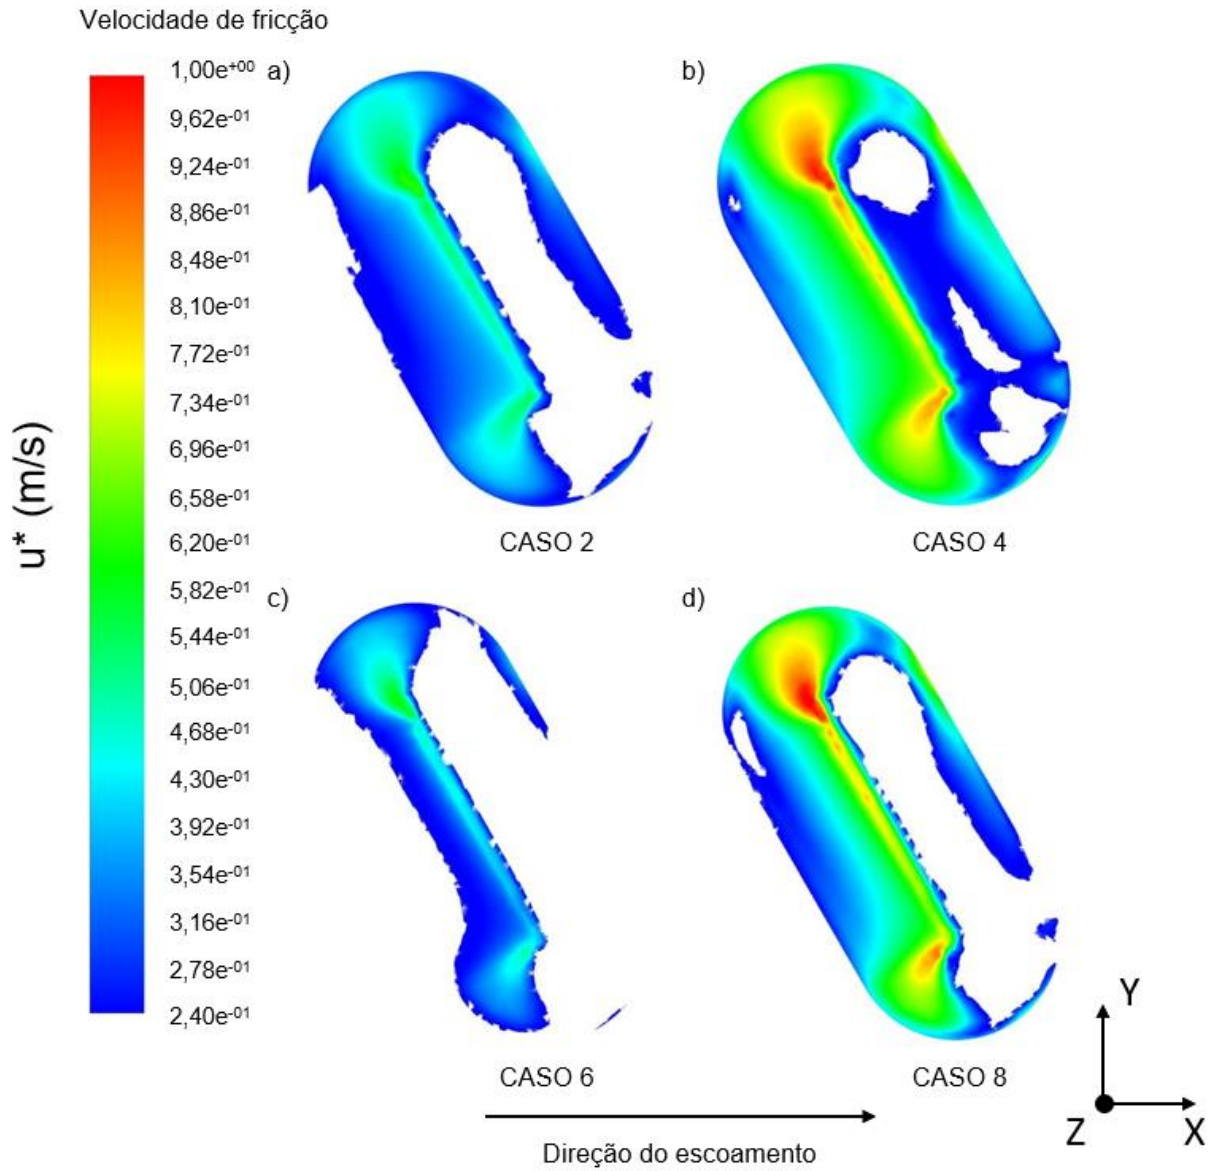 Velocidade de fricção
1,00e+00
9,62e-01
9,24e-01
8,86e-01
8,48e-01
8,10e-01
7,72e-01
7,34e-01
6,96e-01
6,58e-01
6,20e-01
5,82e-01
5,44e-01
5,06e-01
4,68e-01
4,30e-01
3,92e-01
3,54e-01
3,16e-01
2,78e-01
2,40e-01
u* (m/s)
a)
b)
CASO 2
CASO 4
c)
d)
CASO 6
CASO 8
Direção do escoamento
Y
Z
X